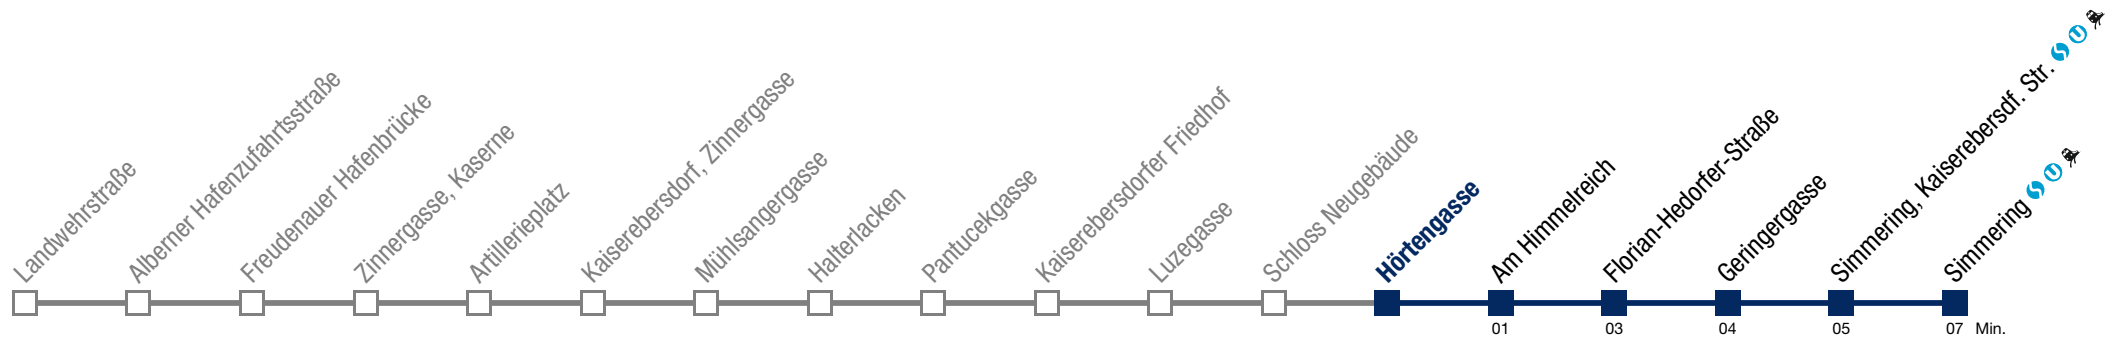 Landwehrstraße
Alberner Hafenzufahrtsstraße
Freudenauer Hafenbrücke
Zinnergasse, Kaserne
Artillerieplatz
Kaiserebersdorf, Zinnergasse
Mühlsangergasse
Halterlacken
Pantucekgasse
Kaiserebersdorfer Friedhof
Luzegasse
Schloss Neugebäude
Hörtengasse
Am Himmelreich
Florian-Hedorfer-Straße
Geringergasse
Simmering, Kaiserebersdf. Str. S U
Simmering S U
01 03 04 05 07 Min.